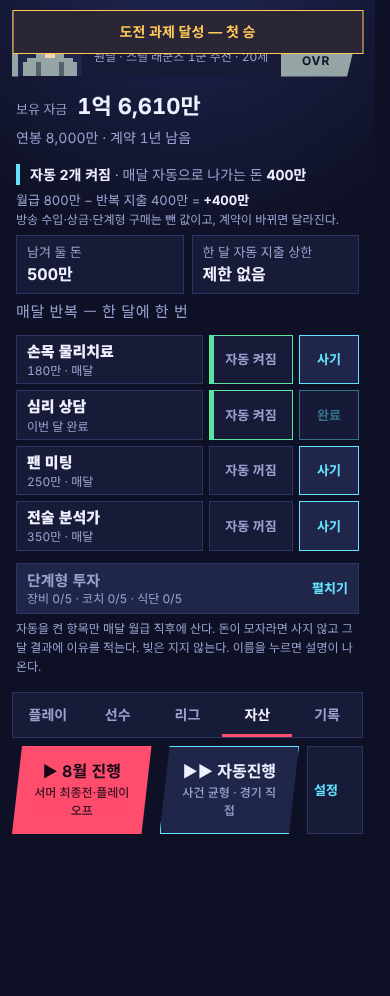 도전 과제 달성 — 첫 승
원딜 · 스틸 래쿤스 1군 주전 · 20세
OVR
보유 자금 1억 6,610만
연봉 8,000만 · 계약 1년 남음
자동 2개 켜짐 · 매달 자동으로 나가는 돈 400만
월급 800만 − 반복 지출 400만 = +400만
방송 수입·상금·단계형 구매는 뺀 값이고, 계약이 바뀌면 달라진다.
남겨 둘 돈
500만
한 달 자동 지출 상한
제한 없음
매달 반복 — 한 달에 한 번
손목 물리치료
180만 · 매달
자동 켜짐
사기
심리 상담
이번 달 완료
자동 켜짐
완료
팬 미팅
250만 · 매달
자동 꺼짐
사기
전술 분석가
350만 · 매달
자동 꺼짐
사기
단계형 투자
장비 0/5 · 코치 0/5 · 식단 0/5
펼치기
자동을 켠 항목만 매달 월급 직후에 산다. 돈이 모자라면 사지 않고 그
달 결과에 이유를 적는다. 빚은 지지 않는다. 이름을 누르면 설명이 나
온다.
플레이 선수 리그 자산 기록
▶ 8월 진행
서머 최종전·플레이
오프
▶▶ 자동진행
사건 균형 · 경기 직
접
설정